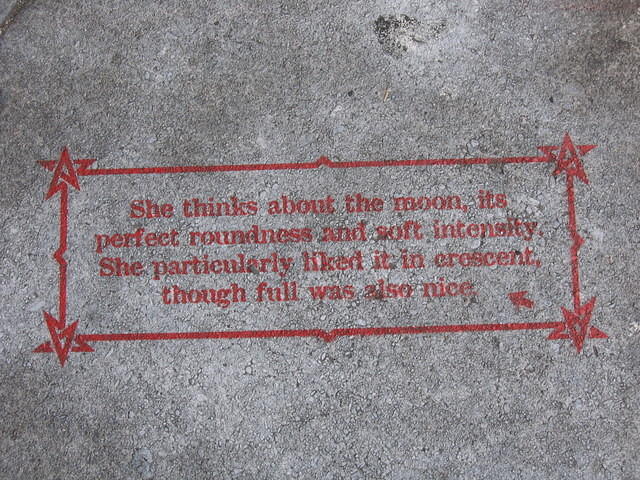 She thinks about the moon, its
perfect roundness and soft intensity.
She particularly liked it in crescent,
though full was also nice.